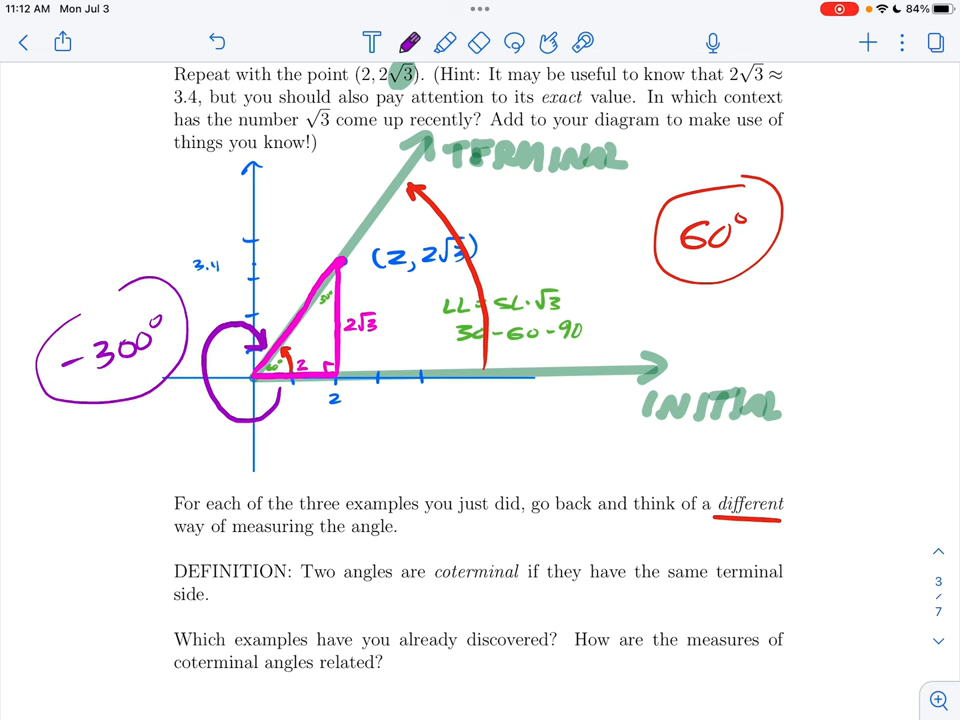 11:12 AM Mon Jul 3
84%
Repeat with the point (2, 2√3). (Hint: It may be useful to know that 2√3 ≈
3.4, but you should also pay attention to its exact value. In which context
has the number √3 come up recently? Add to your diagram to make use of
things you know!)
TERMINAL
60°
(2, 2√3)
3.4
LL = SL·√3
30-60-90
2√3
-300°
60°
2
2
INITIAL
For each of the three examples you just did, go back and think of a different
way of measuring the angle.
DEFINITION: Two angles are coterminal if they have the same terminal
side.
Which examples have you already discovered? How are the measures of
coterminal angles related?
3
/
7